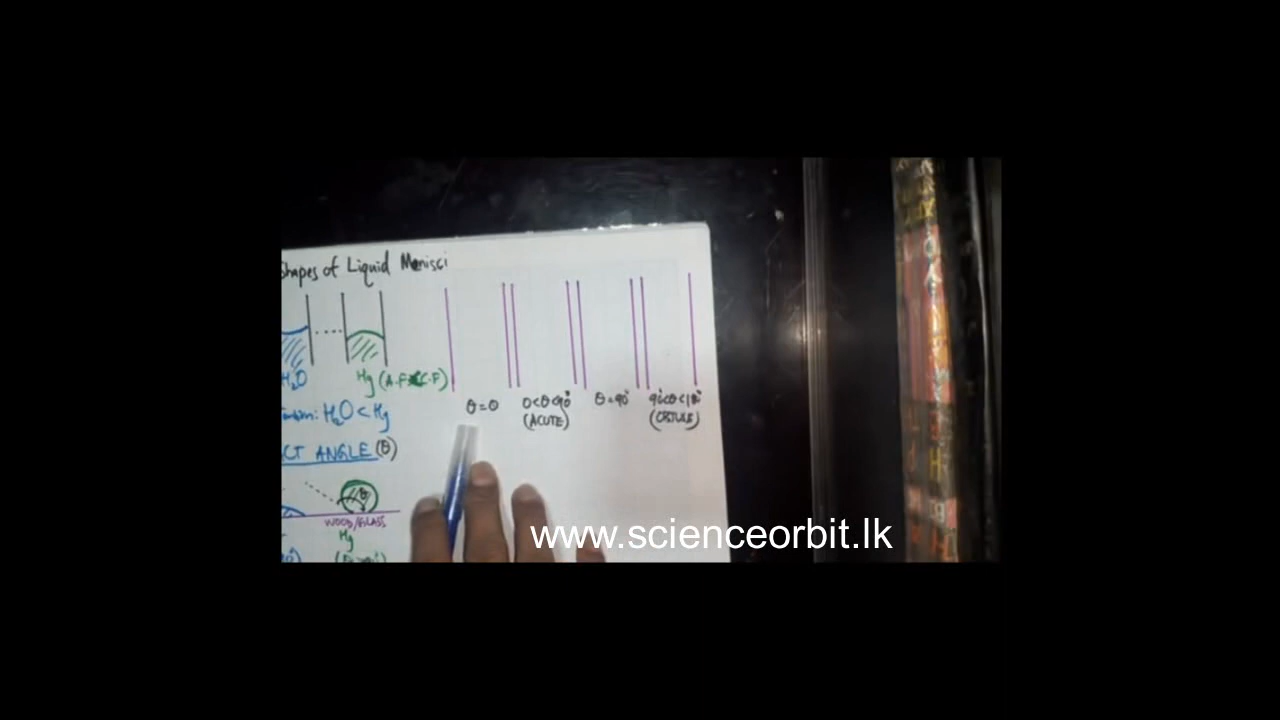 Shapes of Liquid Menisci
H₂O
Hg (A.F < C.F)
H₂O < Hg
CT ANGLE (θ)
θ = 0
0 < θ < 90°
(ACUTE)
θ = 90°
90° < θ < 18°
(OBTUSE)
WOOD/GLASS
Hg
www.scienceorbit.lk